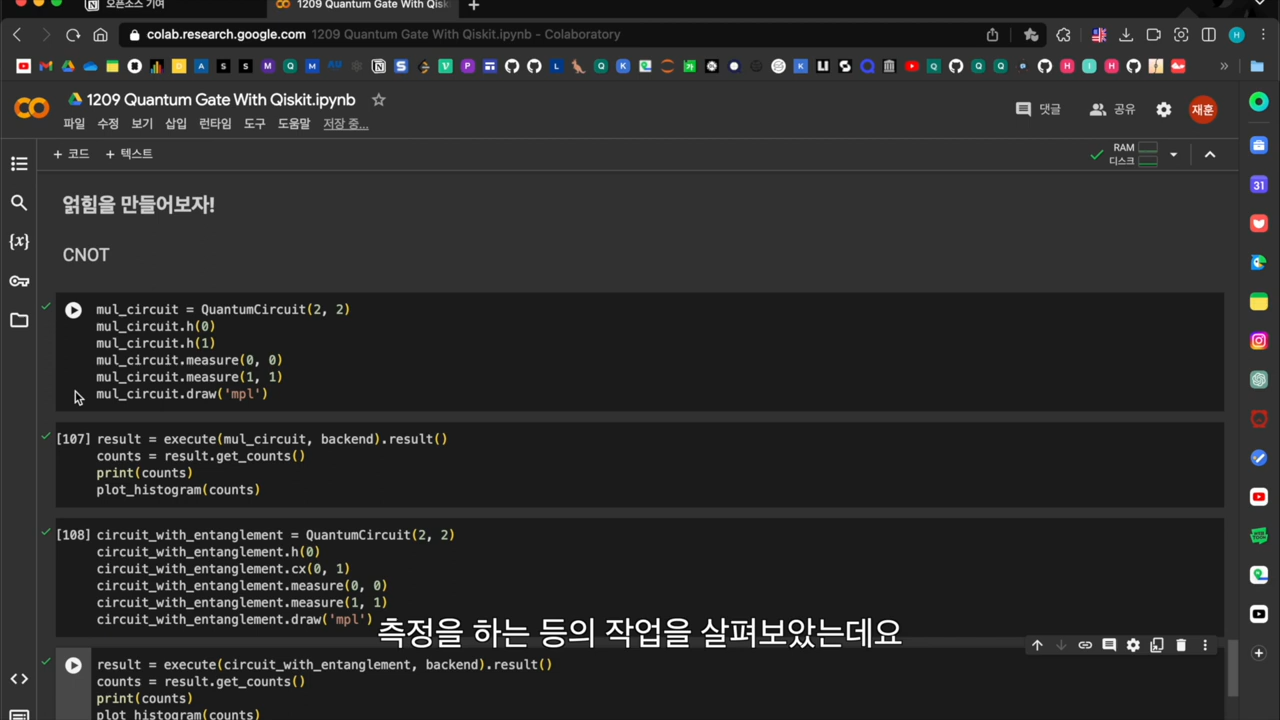 오픈소스 기여
1209 Quantum Gate With Qiskit
colab.research.google.com 1209 Quantum Gate With Qiskit.ipynb - Colaboratory
1209 Quantum Gate With Qiskit.ipynb
댓글
공유
재훈
파일 수정 보기 삽입 런타임 도구 도움말 저장 중...
+ 코드 + 텍스트
RAM
디스크
얽힘을 만들어보자!
CNOT
mul_circuit = QuantumCircuit(2, 2)
mul_circuit.h(0)
mul_circuit.h(1)
mul_circuit.measure(0, 0)
mul_circuit.measure(1, 1)
mul_circuit.draw('mpl')
[107] result = execute(mul_circuit, backend).result()
counts = result.get_counts()
print(counts)
plot_histogram(counts)
[108] circuit_with_entanglement = QuantumCircuit(2, 2)
circuit_with_entanglement.h(0)
circuit_with_entanglement.cx(0, 1)
circuit_with_entanglement.measure(0, 0)
circuit_with_entanglement.measure(1, 1)
circuit_with_entanglement.draw('mpl')
측정을 하는 등의 작업을 살펴보았는데요
result = execute(circuit_with_entanglement, backend).result()
counts = result.get_counts()
print(counts)
plot_histogram(counts)